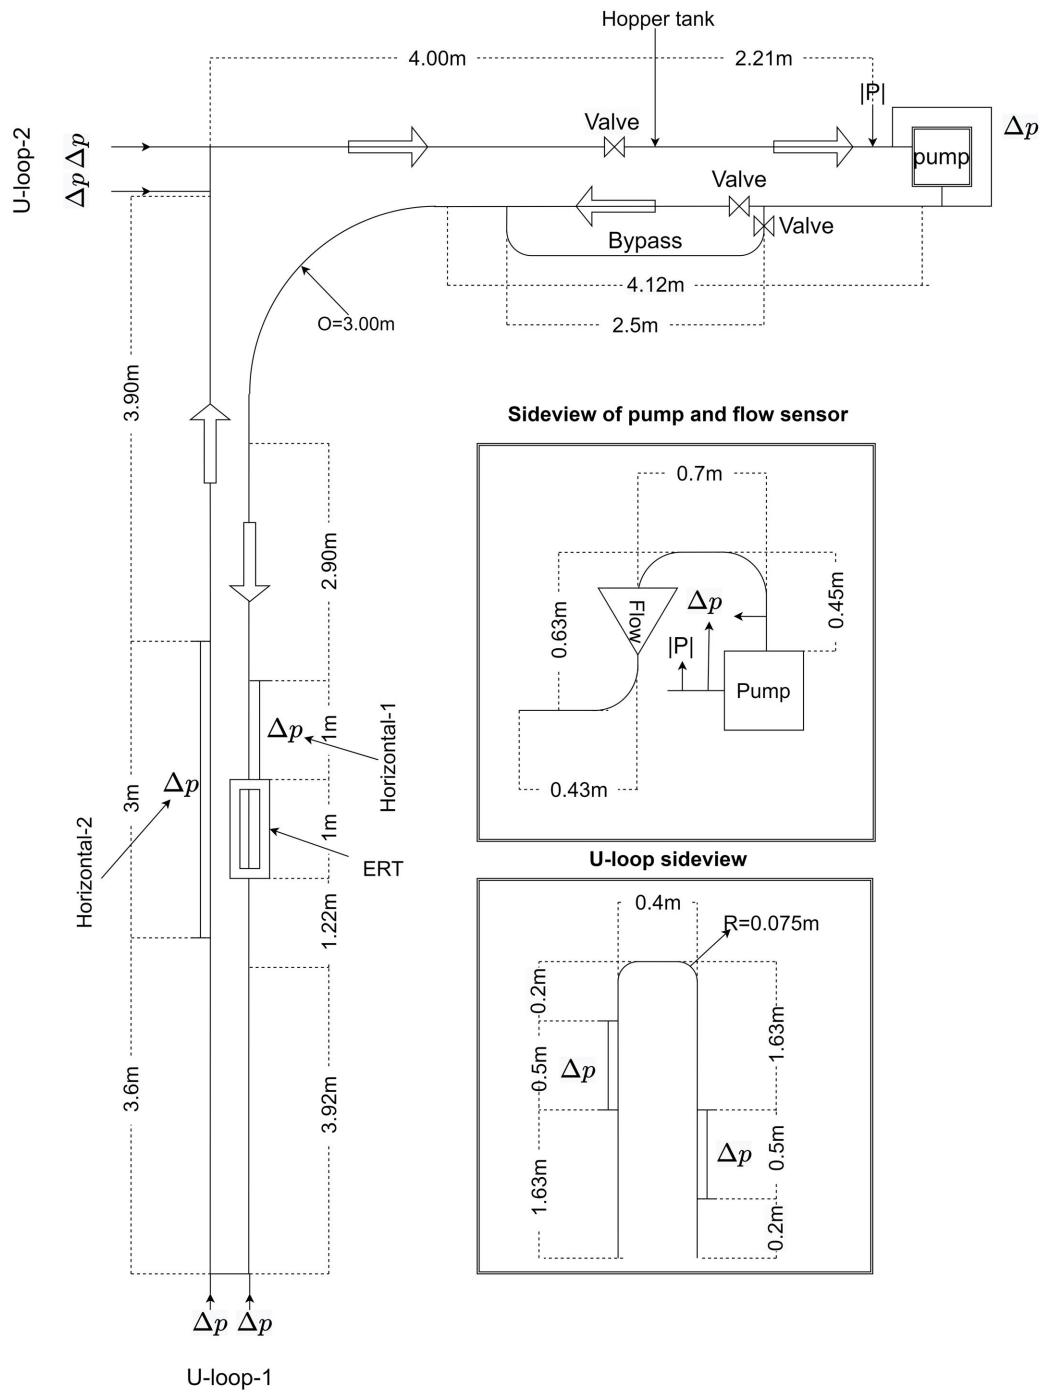 Hopper tank
4.00m
2.21m
|P|
Valve
Δp
U-loop-2
Δp Δp
pump
Valve
Valve
Bypass
4.12m
O=3.00m
2.5m
3.90m
Sideview of pump and flow sensor
0.7m
2.90m
0.63m
Flow
Δp
0.45m
|P|
Pump
Δp
1m
Horizontal-1
Δp
3m
0.43m
1m
Horizontal-2
ERT
U-loop sideview
0.4m
1.22m
R=0.075m
0.2m
1.63m
0.5m
Δp
3.6m
3.92m
Δp
0.5m
1.63m
0.2m
Δp Δp
U-loop-1